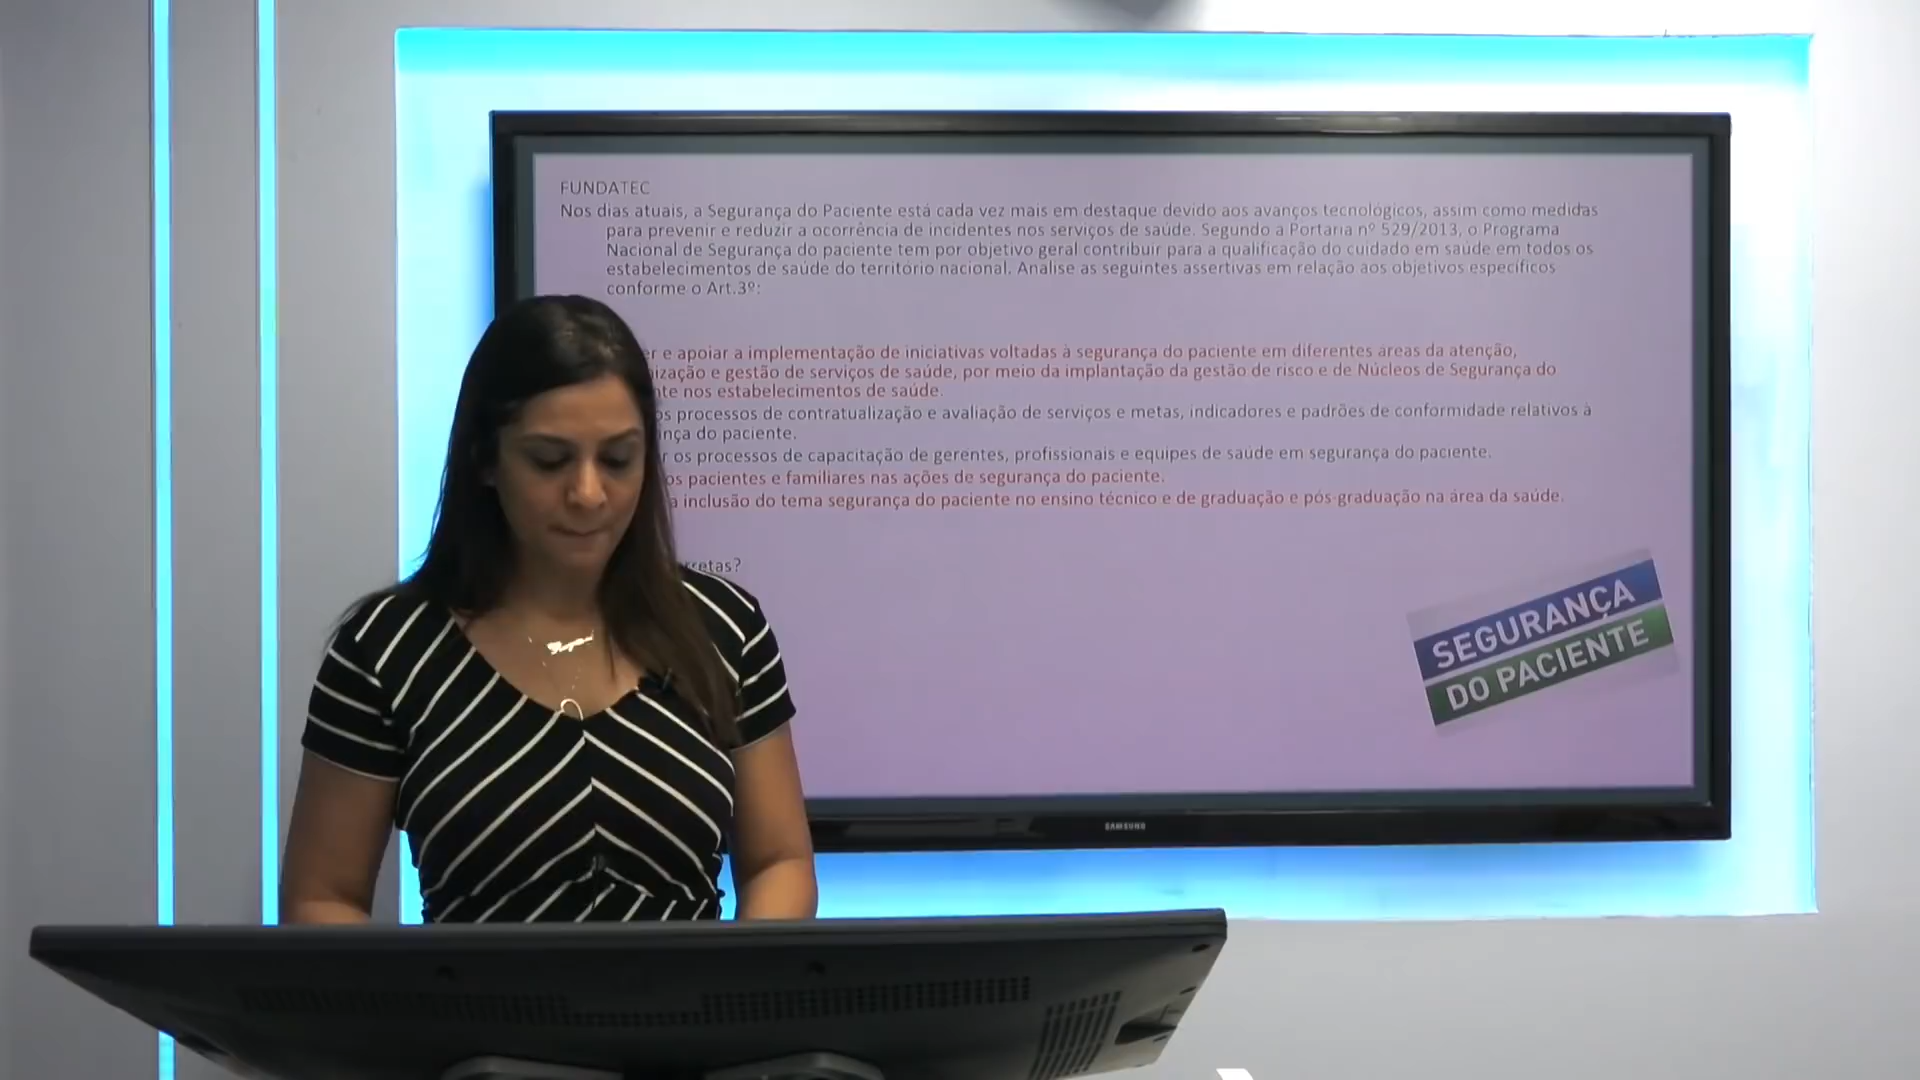 FUNDATEC
Nos dias atuais, a Segurança do Paciente está cada vez mais em destaque devido aos avanços tecnológicos, assim como medidas
para prevenir e reduzir a ocorrência de incidentes nos serviços de saúde. Segundo a Portaria nº 529/2013, o Programa
Nacional de Segurança do paciente tem por objetivo geral contribuir para a qualificação do cuidado em saúde em todos os
estabelecimentos de saúde do território nacional. Analise as seguintes assertivas em relação aos objetivos específicos
conforme o Art.3º:
e apoiar a implementação de iniciativas voltadas à segurança do paciente em diferentes áreas da atenção,
e gestão de serviços de saúde, por meio da implantação da gestão de risco e de Núcleos de Segurança do
nos estabelecimentos de saúde.
os processos de contratualização e avaliação de serviços e metas, indicadores e padrões de conformidade relativos à
do paciente.
os processos de capacitação de gerentes, profissionais e equipes de saúde em segurança do paciente.
os pacientes e familiares nas ações de segurança do paciente.
a inclusão do tema segurança do paciente no ensino técnico e de graduação e pós-graduação na área da saúde.
SEGURANÇA
DO PACIENTE
SAMSUNG